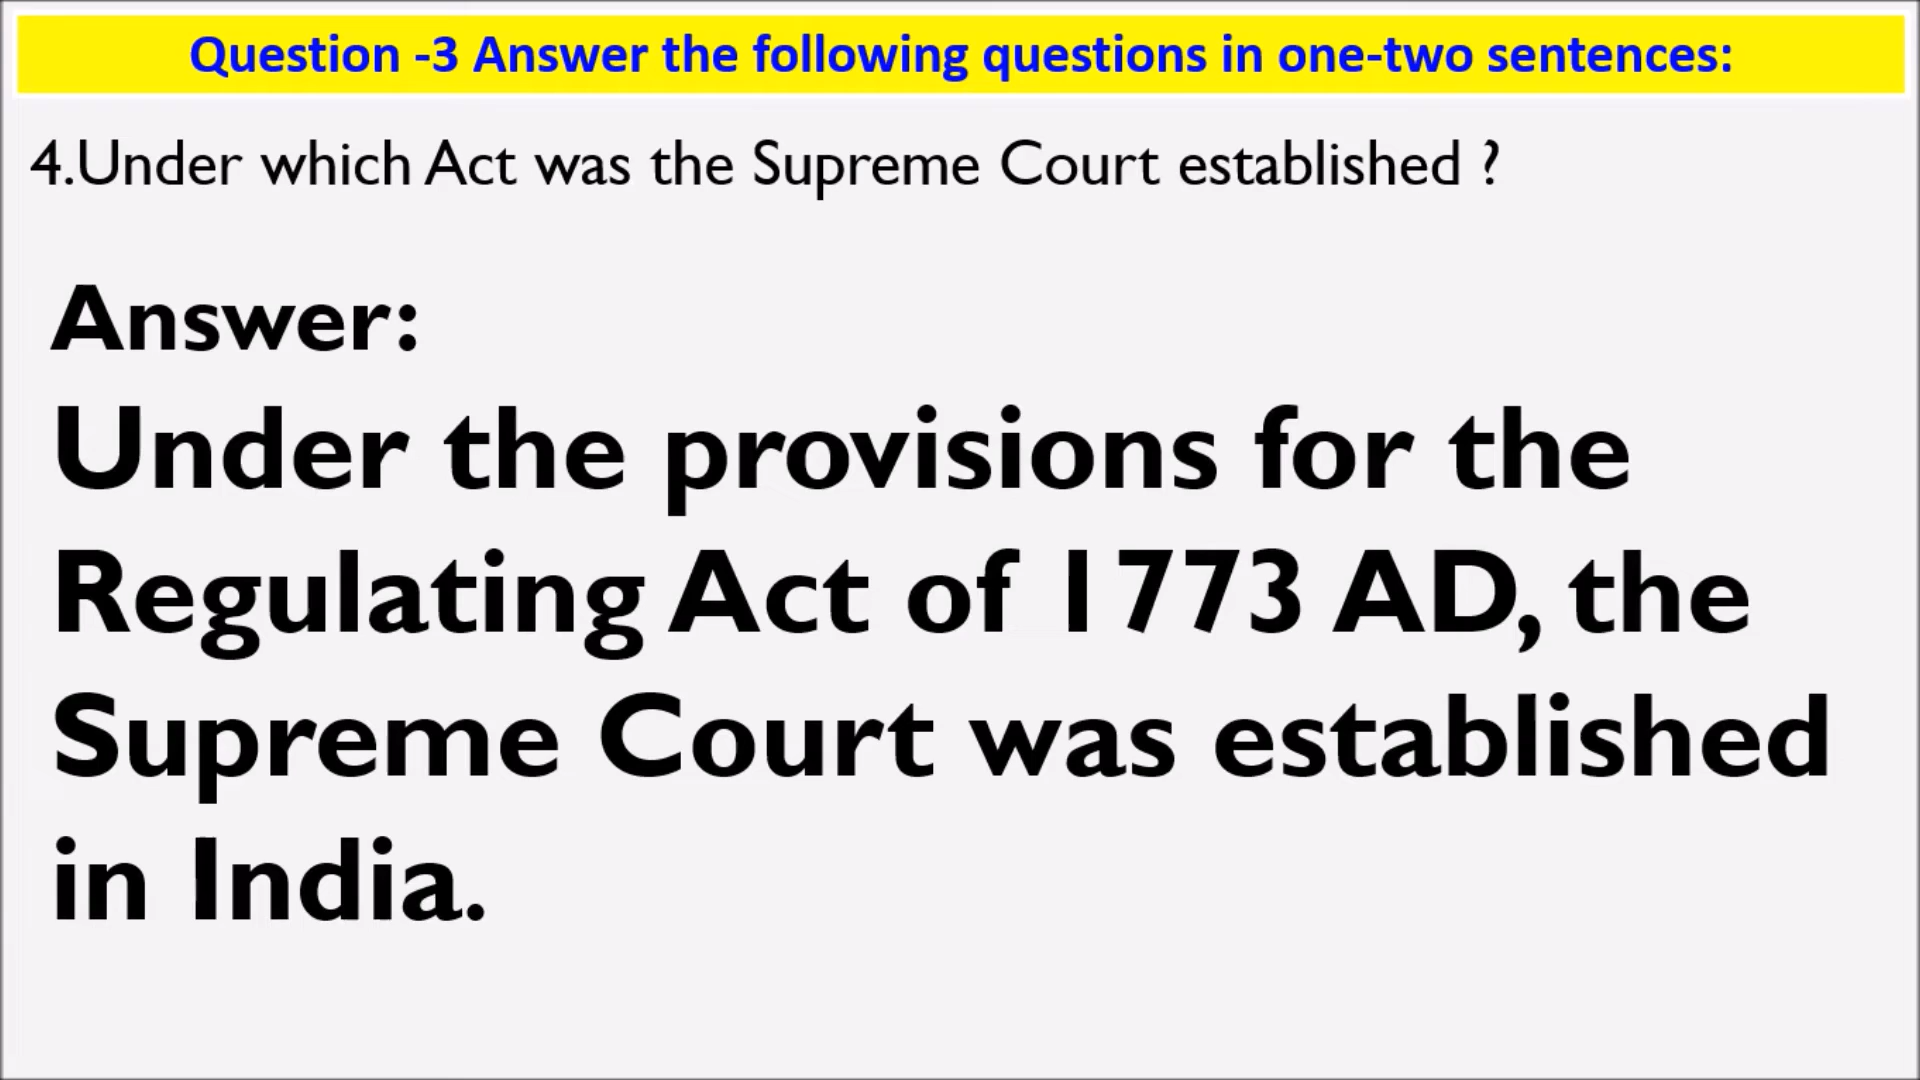 Question -3 Answer the following questions in one-two sentences:
4.Under which Act was the Supreme Court established ?
Answer:
Under the provisions for the
Regulating Act of 1773 AD, the
Supreme Court was established
in India.